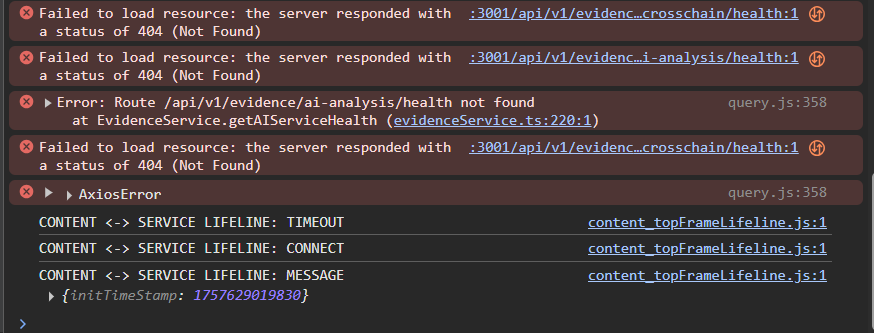 Failed to load resource: the server responded with :3001/api/v1/evidenc…crosschain/health:1
a status of 404 (Not Found)
Failed to load resource: the server responded with :3001/api/v1/evidenc…i-analysis/health:1
a status of 404 (Not Found)
Error: Route /api/v1/evidence/ai-analysis/health not found query.js:358
at EvidenceService.getAIServiceHealth (evidenceService.ts:220:1)
Failed to load resource: the server responded with :3001/api/v1/evidenc…crosschain/health:1
a status of 404 (Not Found)
AxiosError query.js:358
CONTENT <-> SERVICE LIFELINE: TIMEOUT content_topFrameLifeline.js:1
CONTENT <-> SERVICE LIFELINE: CONNECT content_topFrameLifeline.js:1
CONTENT <-> SERVICE LIFELINE: MESSAGE content_topFrameLifeline.js:1
{initTimeStamp: 1757629019830}